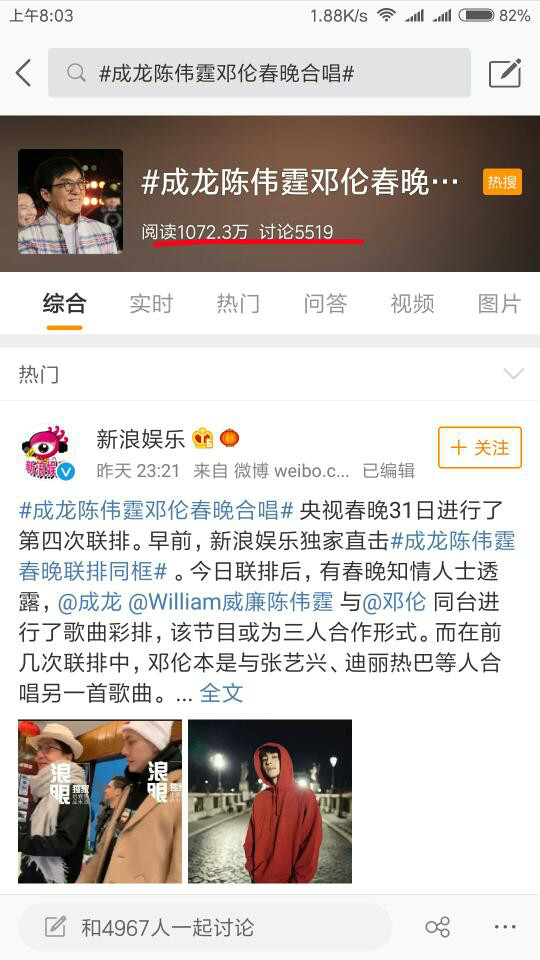 上午8:03
1.88K/s
82%
#成龙陈伟霆邓伦春晚合唱#
#成龙陈伟霆邓伦春晚···
热搜
阅读1072.3万 讨论5519
综合 实时 热门 问答 视频 图片
热门
新浪娱乐
+ 关注
昨天 23:21 来自 微博 weibo.c... 已编辑
#成龙陈伟霆邓伦春晚合唱# 央视春晚31日进行了
第四次联排。早前，新浪娱乐独家直击#成龙陈伟霆
春晚联排同框# 。今日联排后，有春晚知情人士透
露，@成龙 @William威廉陈伟霆 与@邓伦 同台进
行了歌曲彩排，该节目或为三人合作形式。而在前
几次联排中，邓伦本是与张艺兴、迪丽热巴等人合
唱另一首歌曲。... 全文
浪眼 独家
浪眼 独家
和4967人一起讨论